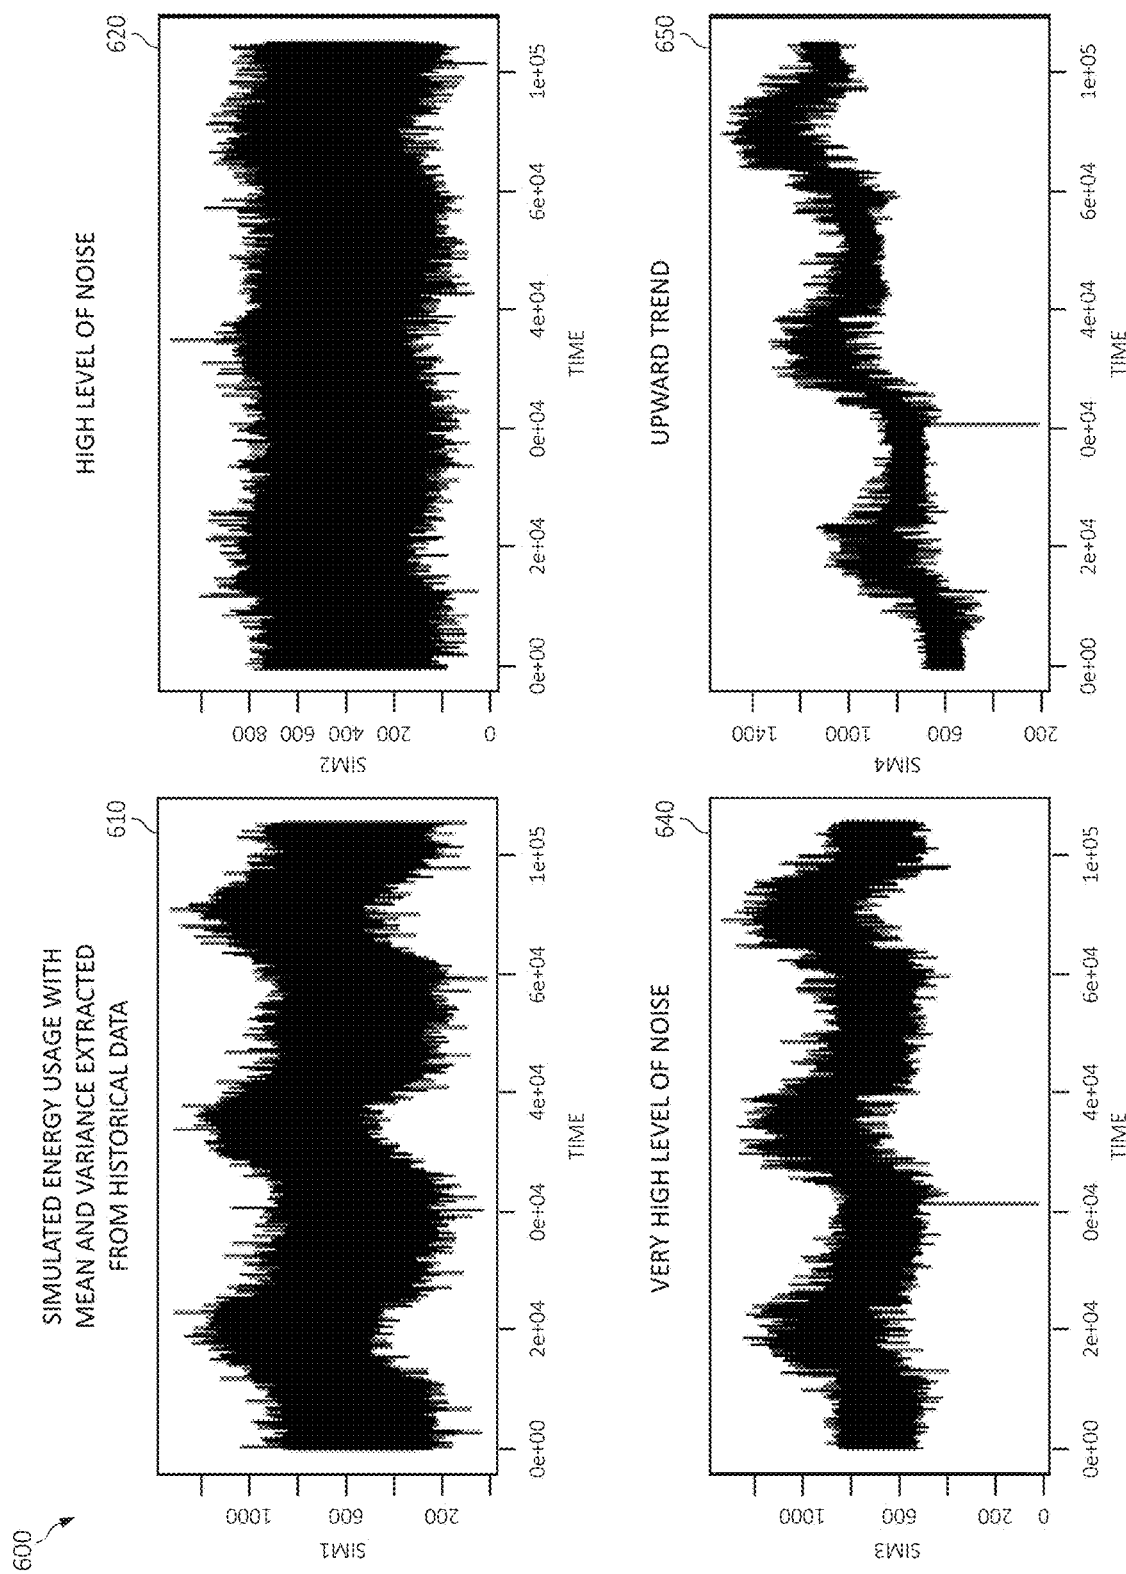 600
SIMULATED ENERGY USAGE WITH
MEAN AND VARIANCE EXTRACTED
FROM HISTORICAL DATA
610
SIM1
1000
600
200
0e+00
2e+04
0e+04
4e+04
6e+04
1e+05
TIME
HIGH LEVEL OF NOISE
620
SIM2
800
600
400
200
0
0e+00
2e+04
0e+04
4e+04
6e+04
1e+05
TIME
VERY HIGH LEVEL OF NOISE
640
SIM3
1000
600
200
0
0e+00
2e+04
0e+04
4e+04
6e+04
1e+05
TIME
UPWARD TREND
650
SIM4
1400
1000
600
200
0e+00
2e+04
0e+04
4e+04
6e+04
1e+05
TIME